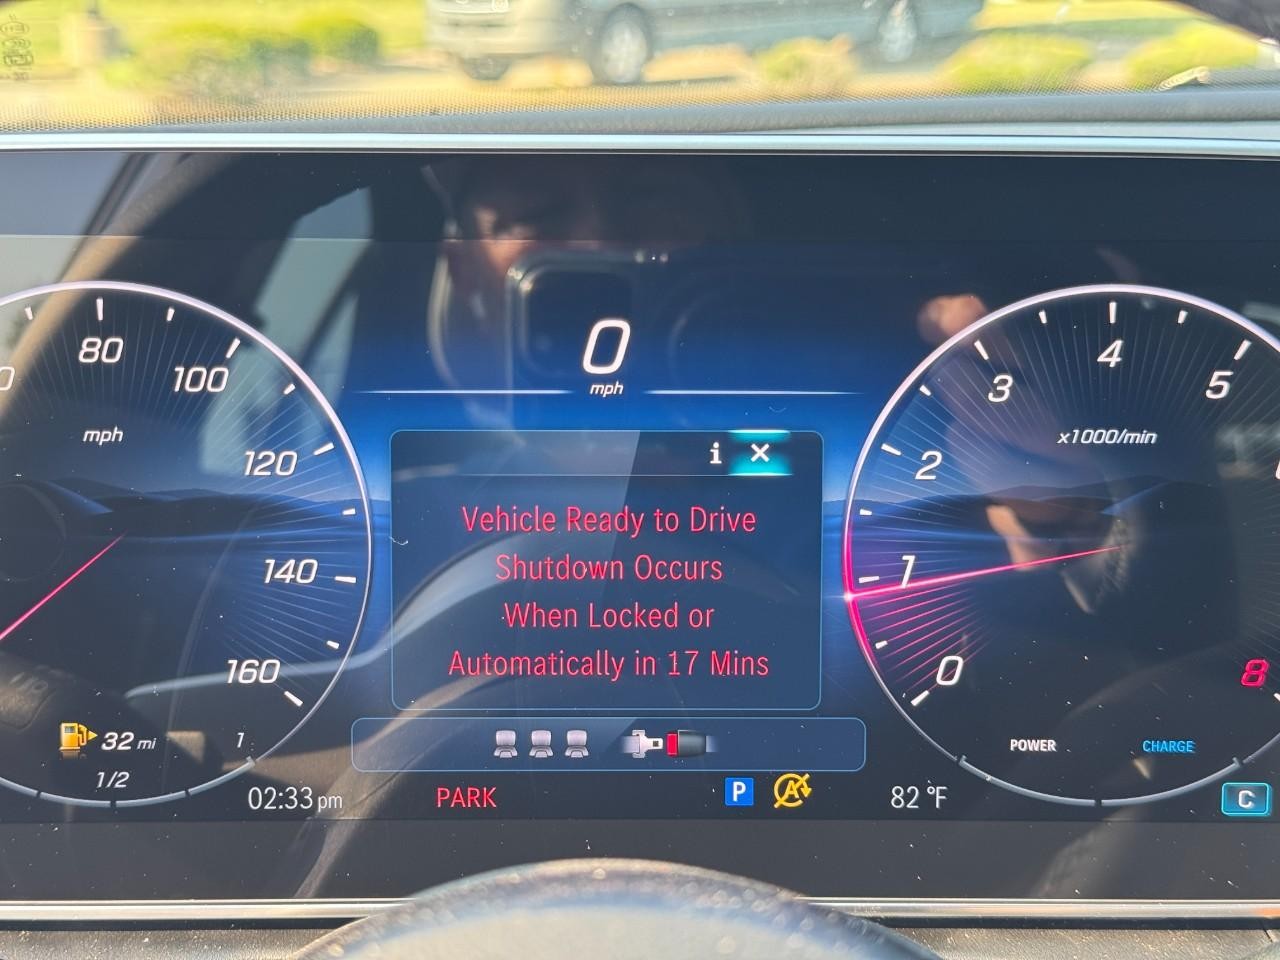 0
mph
80
100
mph
120
140
160
32 mi
1
1/2
02:33 pm
i ×
Vehicle Ready to Drive
Shutdown Occurs
When Locked or
Automatically in 17 Mins
PARK
P
A
82 °F
4
3
5
x1000/min
2
1
0
8
POWER
CHARGE
C